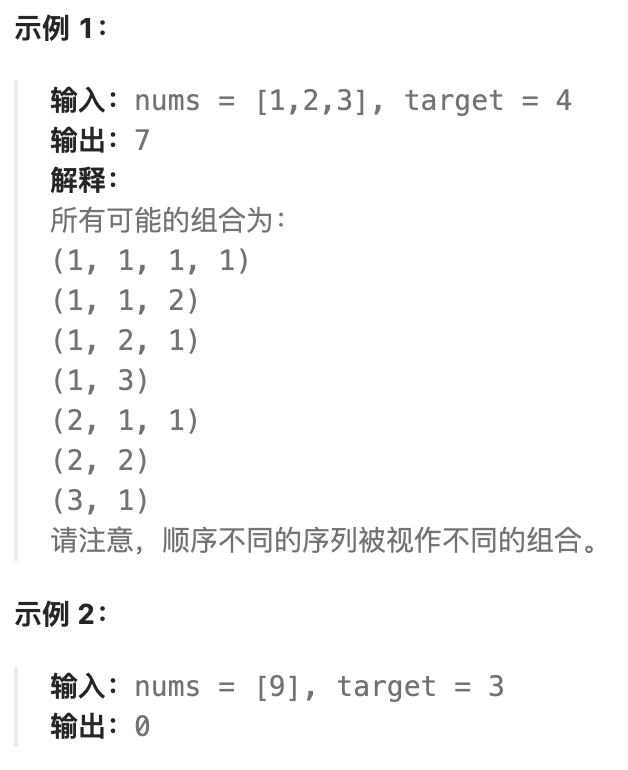 示例 1：
输入：nums = [1,2,3], target = 4
输出：7
解释：
所有可能的组合为：
(1, 1, 1, 1)
(1, 1, 2)
(1, 2, 1)
(1, 3)
(2, 1, 1)
(2, 2)
(3, 1)
请注意，顺序不同的序列被视作不同的组合。
示例 2：
输入：nums = [9], target = 3
输出：0